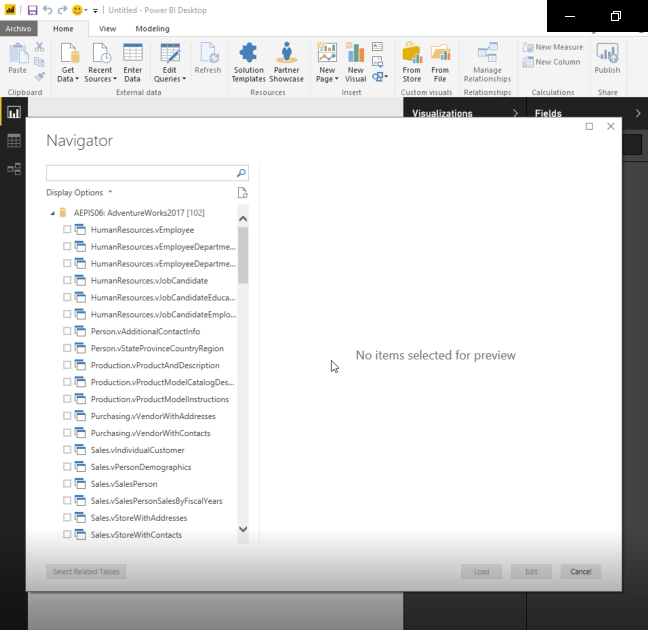 Untitled - Power BI Desktop
Archivo Home View Modeling
Paste
Get Data
Recent Sources
Enter Data
Edit Queries
Refresh
Solution Templates
Partner Showcase
New Page
New Visual
From Store
From File
Manage Relationships
New Measure
New Column
Publish
Clipboard External data Resources Insert Custom visuals Relationships Calculations Share
Visualizations Fields
Navigator
Display Options
AEPIS06: AdventureWorks2017 [102]
HumanResources.vEmployee
HumanResources.vEmployeeDepartme...
HumanResources.vEmployeeDepartme...
HumanResources.vJobCandidate
HumanResources.vJobCandidateEduca...
HumanResources.vJobCandidateEmplo...
Person.vAdditionalContactInfo
Person.vStateProvinceCountryRegion
Production.vProductAndDescription
Production.vProductModelCatalogDes...
Production.vProductModelInstructions
Purchasing.vVendorWithAddresses
Purchasing.vVendorWithContacts
Sales.vIndividualCustomer
Sales.vPersonDemographics
Sales.vSalesPerson
Sales.vSalesPersonSalesByFiscalYears
Sales.vStoreWithAddresses
Sales.vStoreWithContacts
No items selected for preview
Select Related Tables
Load Edit Cancel